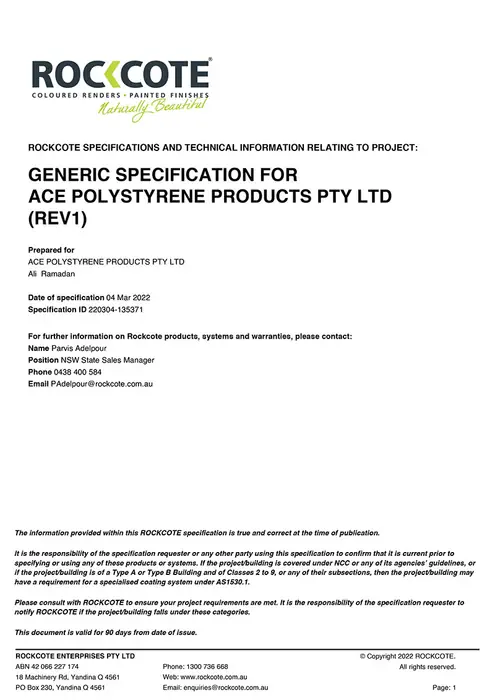 ROCKCOTE®
COLOURED RENDERS · PAINTED FINISHES
Naturally Beautiful
ROCKCOTE SPECIFICATIONS AND TECHNICAL INFORMATION RELATING TO PROJECT:
GENERIC SPECIFICATION FOR
ACE POLYSTYRENE PRODUCTS PTY LTD
(REV1)
Prepared for
ACE POLYSTYRENE PRODUCTS PTY LTD
Ali Ramadan
Date of specification 04 Mar 2022
Specification ID 220304-135371
For further information on Rockcote products, systems and warranties, please contact:
Name Parvis Adelpour
Position NSW State Sales Manager
Phone 0438 400 584
Email PAdelpour@rockcote.com.au
The information provided within this ROCKCOTE specification is true and correct at the time of publication.
It is the responsibility of the specification requester or any other party using this specification to confirm that it is current prior to
specifying or using any of these products or systems. If the project/building is covered under NCC or any of its agencies' guidelines, or
if the project/building is of a Type A or Type B Building and of Classes 2 to 9, or any of their subsections, then the project/building may
have a requirement for a specialised coating system under AS1530.1.
Please consult with ROCKCOTE to ensure your project requirements are met. It is the responsibility of the specification requester to
notify ROCKCOTE if the project/building falls under these categories.
This document is valid for 90 days from date of issue.
ROCKCOTE ENTERPRISES PTY LTD © Copyright 2022 ROCKCOTE.
ABN 42 066 227 174 Phone: 1300 736 668 All rights reserved.
18 Machinery Rd, Yandina Q 4561 Web: www.rockcote.com.au
PO Box 230, Yandina Q 4561 Email: enquiries@rockcote.com.au Page: 1